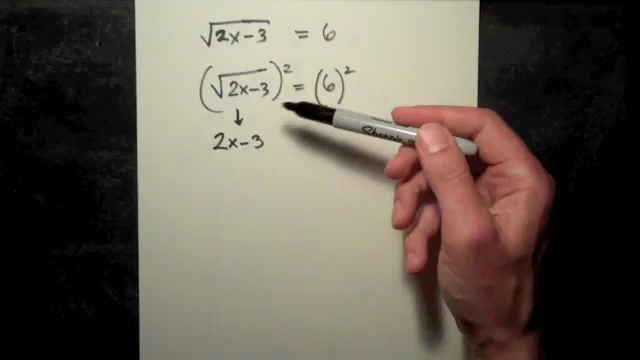 √2x-3 = 6
(√2x-3)² = (6)²
↓
2x-3
Sharpie